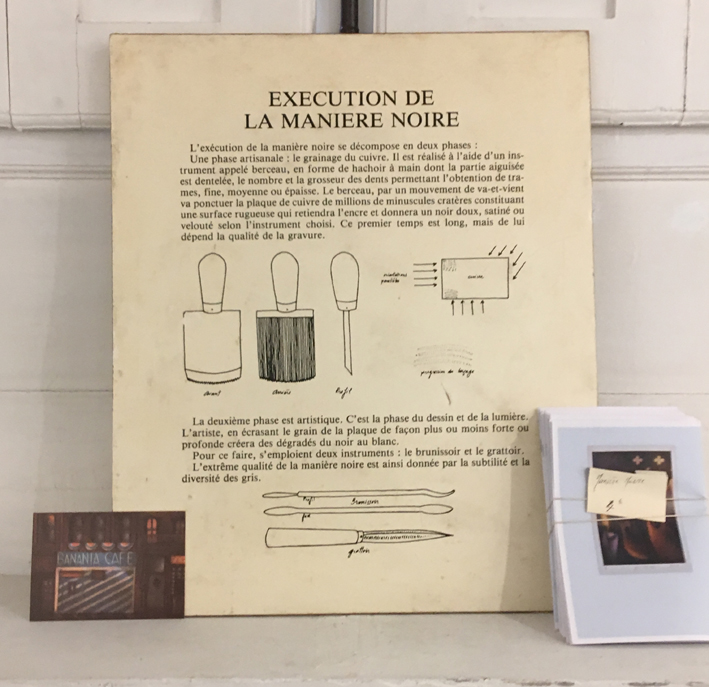 EXECUTION DE
LA MANIERE NOIRE
L'exécution de la manière noire se décompose en deux phases :
Une phase artisanale : le grainage du cuivre. Il est réalisé à l'aide d'un ins-
trument appelé berceau, en forme de hachoir à main dont la partie aiguisée
est dentelée, le nombre et la grosseur des dents permettant l'obtention de tra-
mes, fine, moyenne ou épaisse. Le berceau, par un mouvement de va-et-vient
va ponctuer la plaque de cuivre de millions de minuscules cratères constituant
une surface rugueuse qui retiendra l'encre et donnera un noir doux, satiné ou
velouté selon l'instrument choisi. Ce premier temps est long, mais de lui
dépend la qualité de la gravure.
profil
La deuxième phase est artistique. C'est la phase du dessin et de la lumière.
L'artiste, en écrasant le grain de la plaque de façon plus ou moins forte ou
profonde créera des dégradés du noir au blanc.
Pour ce faire, s'emploient deux instruments : le brunissoir et le grattoir.
L'extrême qualité de la manière noire est ainsi donnée par la subtilité et la
diversité des gris.
profil
Brunissoir
grattoir
BANANIA CAFE